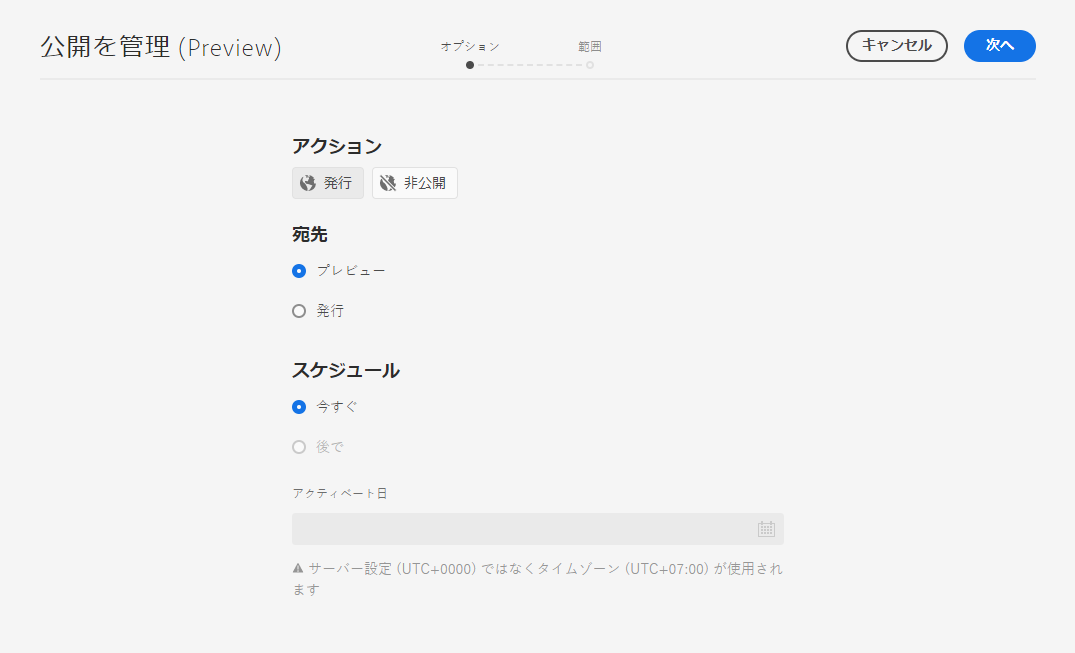 公開を管理 (Preview)
オプション
範囲
キャンセル
次へ
アクション
発行
非公開
宛先
プレビュー
発行
スケジュール
今すぐ
後で
アクティベート日
サーバー設定 (UTC+0000) ではなくタイムゾーン (UTC+07:00) が使用され
ます